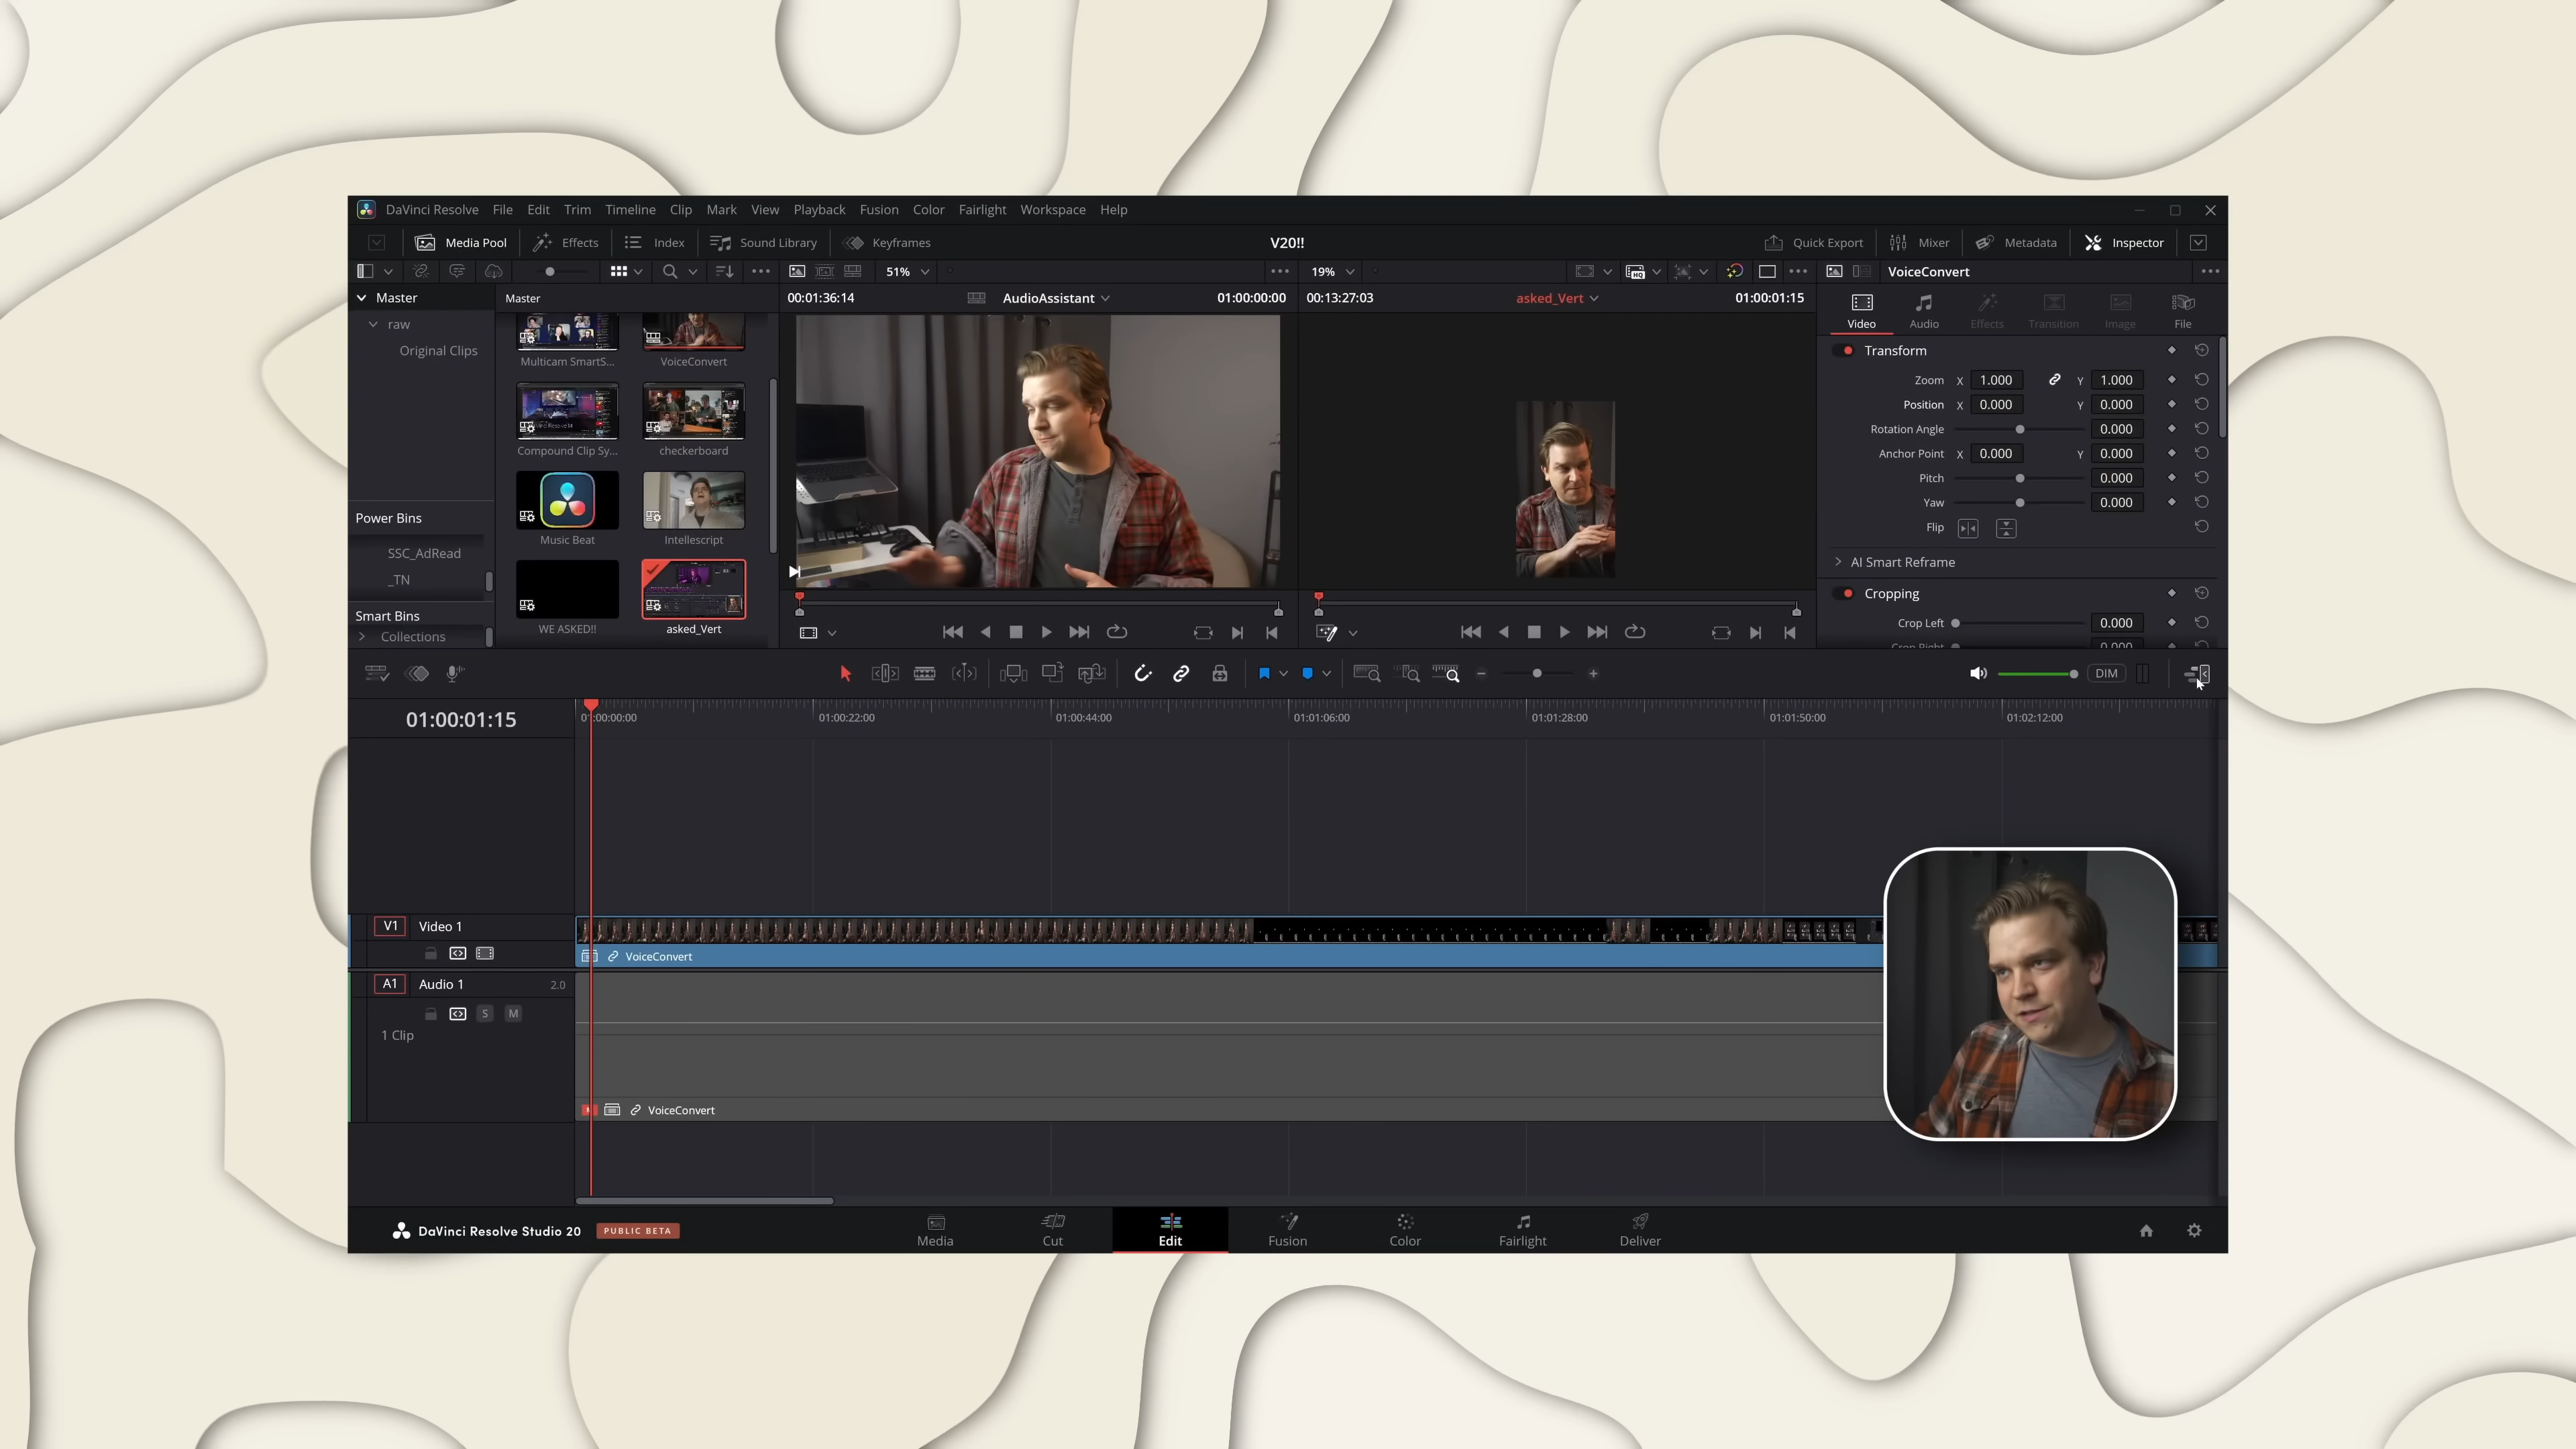 DaVinci Resolve File Edit Trim Timeline Clip Mark View Playback Fusion Color Fairlight Workspace Help
Media Pool Effects Index Sound Library Keyframes V20!! Quick Export Mixer Metadata Inspector
51% 19% VoiceConvert
Master Master 00:01:36:14 AudioAssistant 01:00:00:00 00:13:27:03 asked_Vert 01:00:01:15
raw
Original Clips
Power Bins
SSC_AdRead
_TN
Smart Bins
Collections
Multicam SmartS... VoiceConvert
Compound Clip Sy... checkerboard
Music Beat Intellescript
WE ASKED!! asked_Vert
Video Audio Effects Transition Image File
Transform
Zoom X 1.000 Y 1.000
Position X 0.000 Y 0.000
Rotation Angle 0.000
Anchor Point X 0.000 Y 0.000
Pitch 0.000
Yaw 0.000
Flip
AI Smart Reframe
Cropping
Crop Left 0.000
DIM
01:00:01:15 01:00:22:00 01:00:44:00 01:01:06:00 01:01:28:00 01:01:50:00 01:02:12:00
V1 Video 1
VoiceConvert
A1 Audio 1 2.0
S M
1 Clip
VoiceConvert
DaVinci Resolve Studio 20 PUBLIC BETA
Media Cut Edit Fusion Color Fairlight Deliver